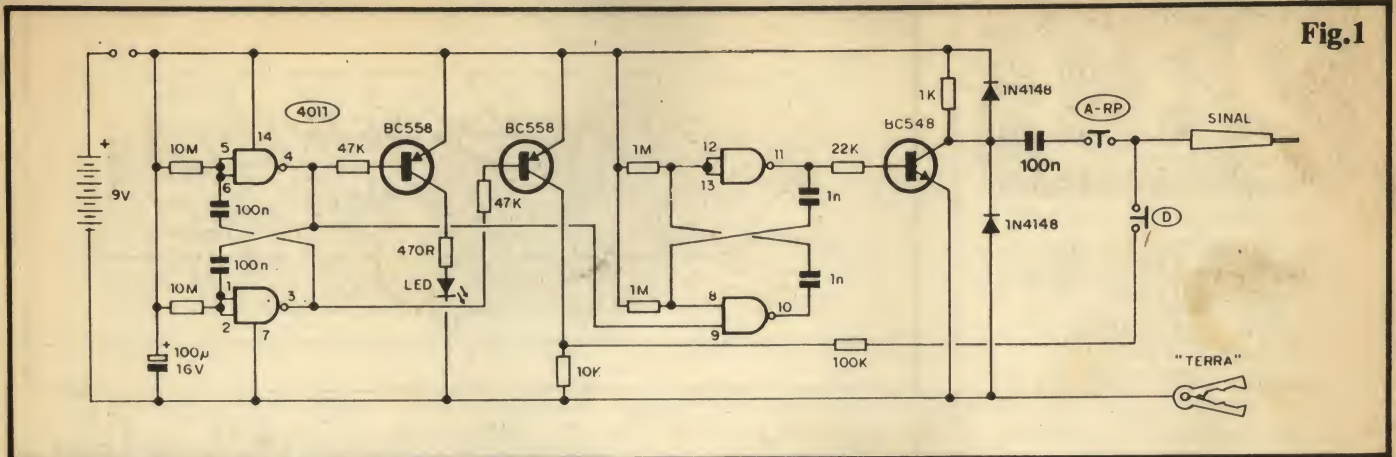 Fig.1
4011
BC558
BC558
BC548
1N4148
A-RP
SINAL
10M
14
5
4
6
47K
1M
12
11
13
22K
1K
100n
9V
+
100n
47K
1n
1N4148
D
100n
470R
LED
1n
10M
1
3
2
7
1M
8
10
9
+
100µ
16V
10K
100K
"TERRA"